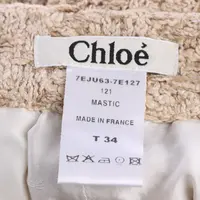 Chloé
7EJU63-7E127
121
MASTIC
MADE IN FRANCE
T 34